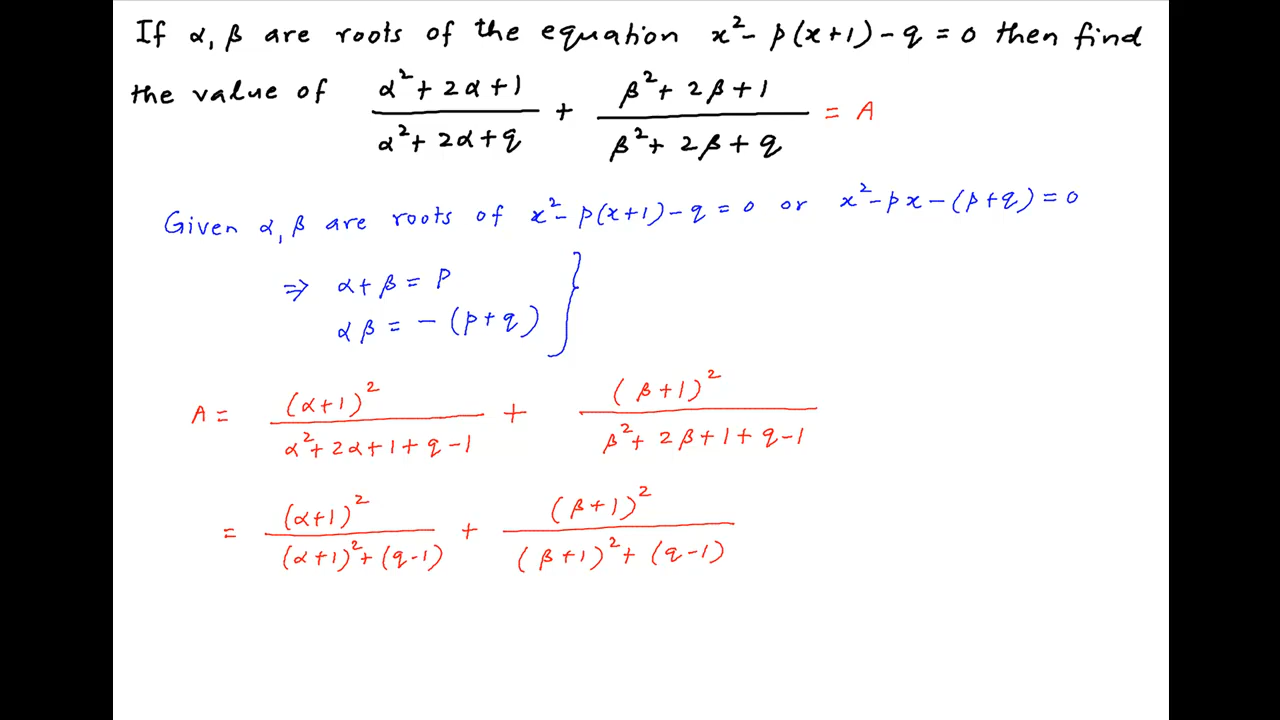 If α, β are roots of the equation x² - p(x+1) - q = 0 then find
the value of (α² + 2α + 1)/(α² + 2α + q) + (β² + 2β + 1)/(β² + 2β + q) = A
Given α, β are roots of x² - p(x+1) - q = 0 or x² - px - (p+q) = 0
⇒ α + β = p
αβ = - (p+q) }
A = (α+1)²/(α² + 2α + 1 + q - 1) + (β+1)²/(β² + 2β + 1 + q - 1)
= (α+1)²/((α+1)² + (q-1)) + (β+1)²/((β+1)² + (q-1))